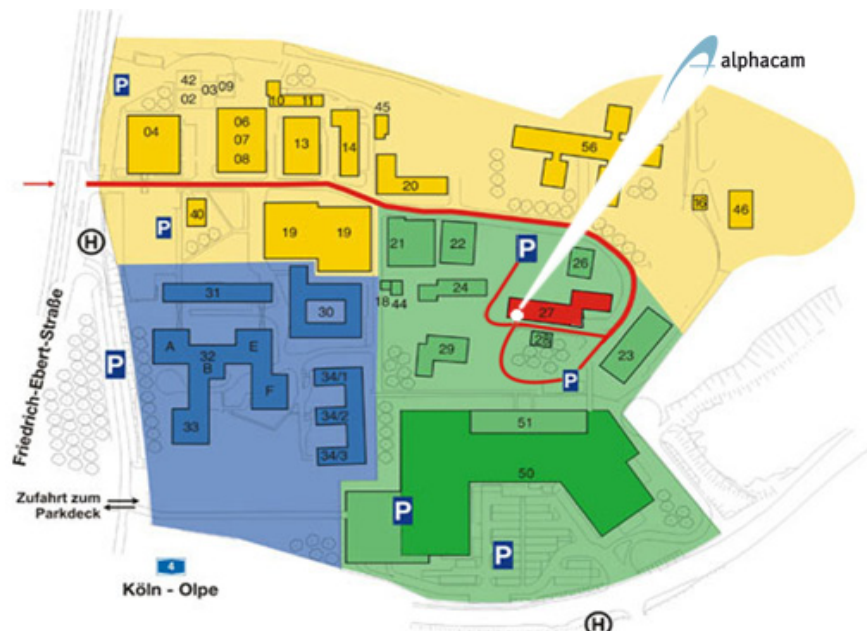 alphacam
P
42
03
09
02
10
11
45
04
06
07
08
13
14
56
20
16
46
40
P
H
19
19
21
22
P
26
18
44
24
27
31
30
28
29
23
A
32
E
B
F
33
P
34/1
34/2
34/3
P
51
50
P
P
Friedrich-Ebert-Straße
Zufahrt zum
Parkdeck
4
Köln - Olpe
H